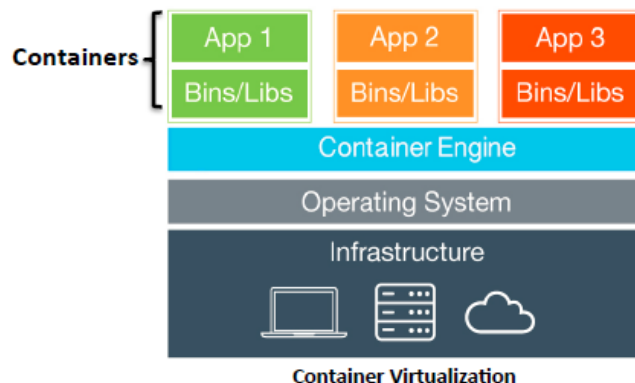 App 1
App 2
App 3
Containers
Bins/Libs
Bins/Libs
Bins/Libs
Container Engine
Operating System
Infrastructure
Container Virtualization